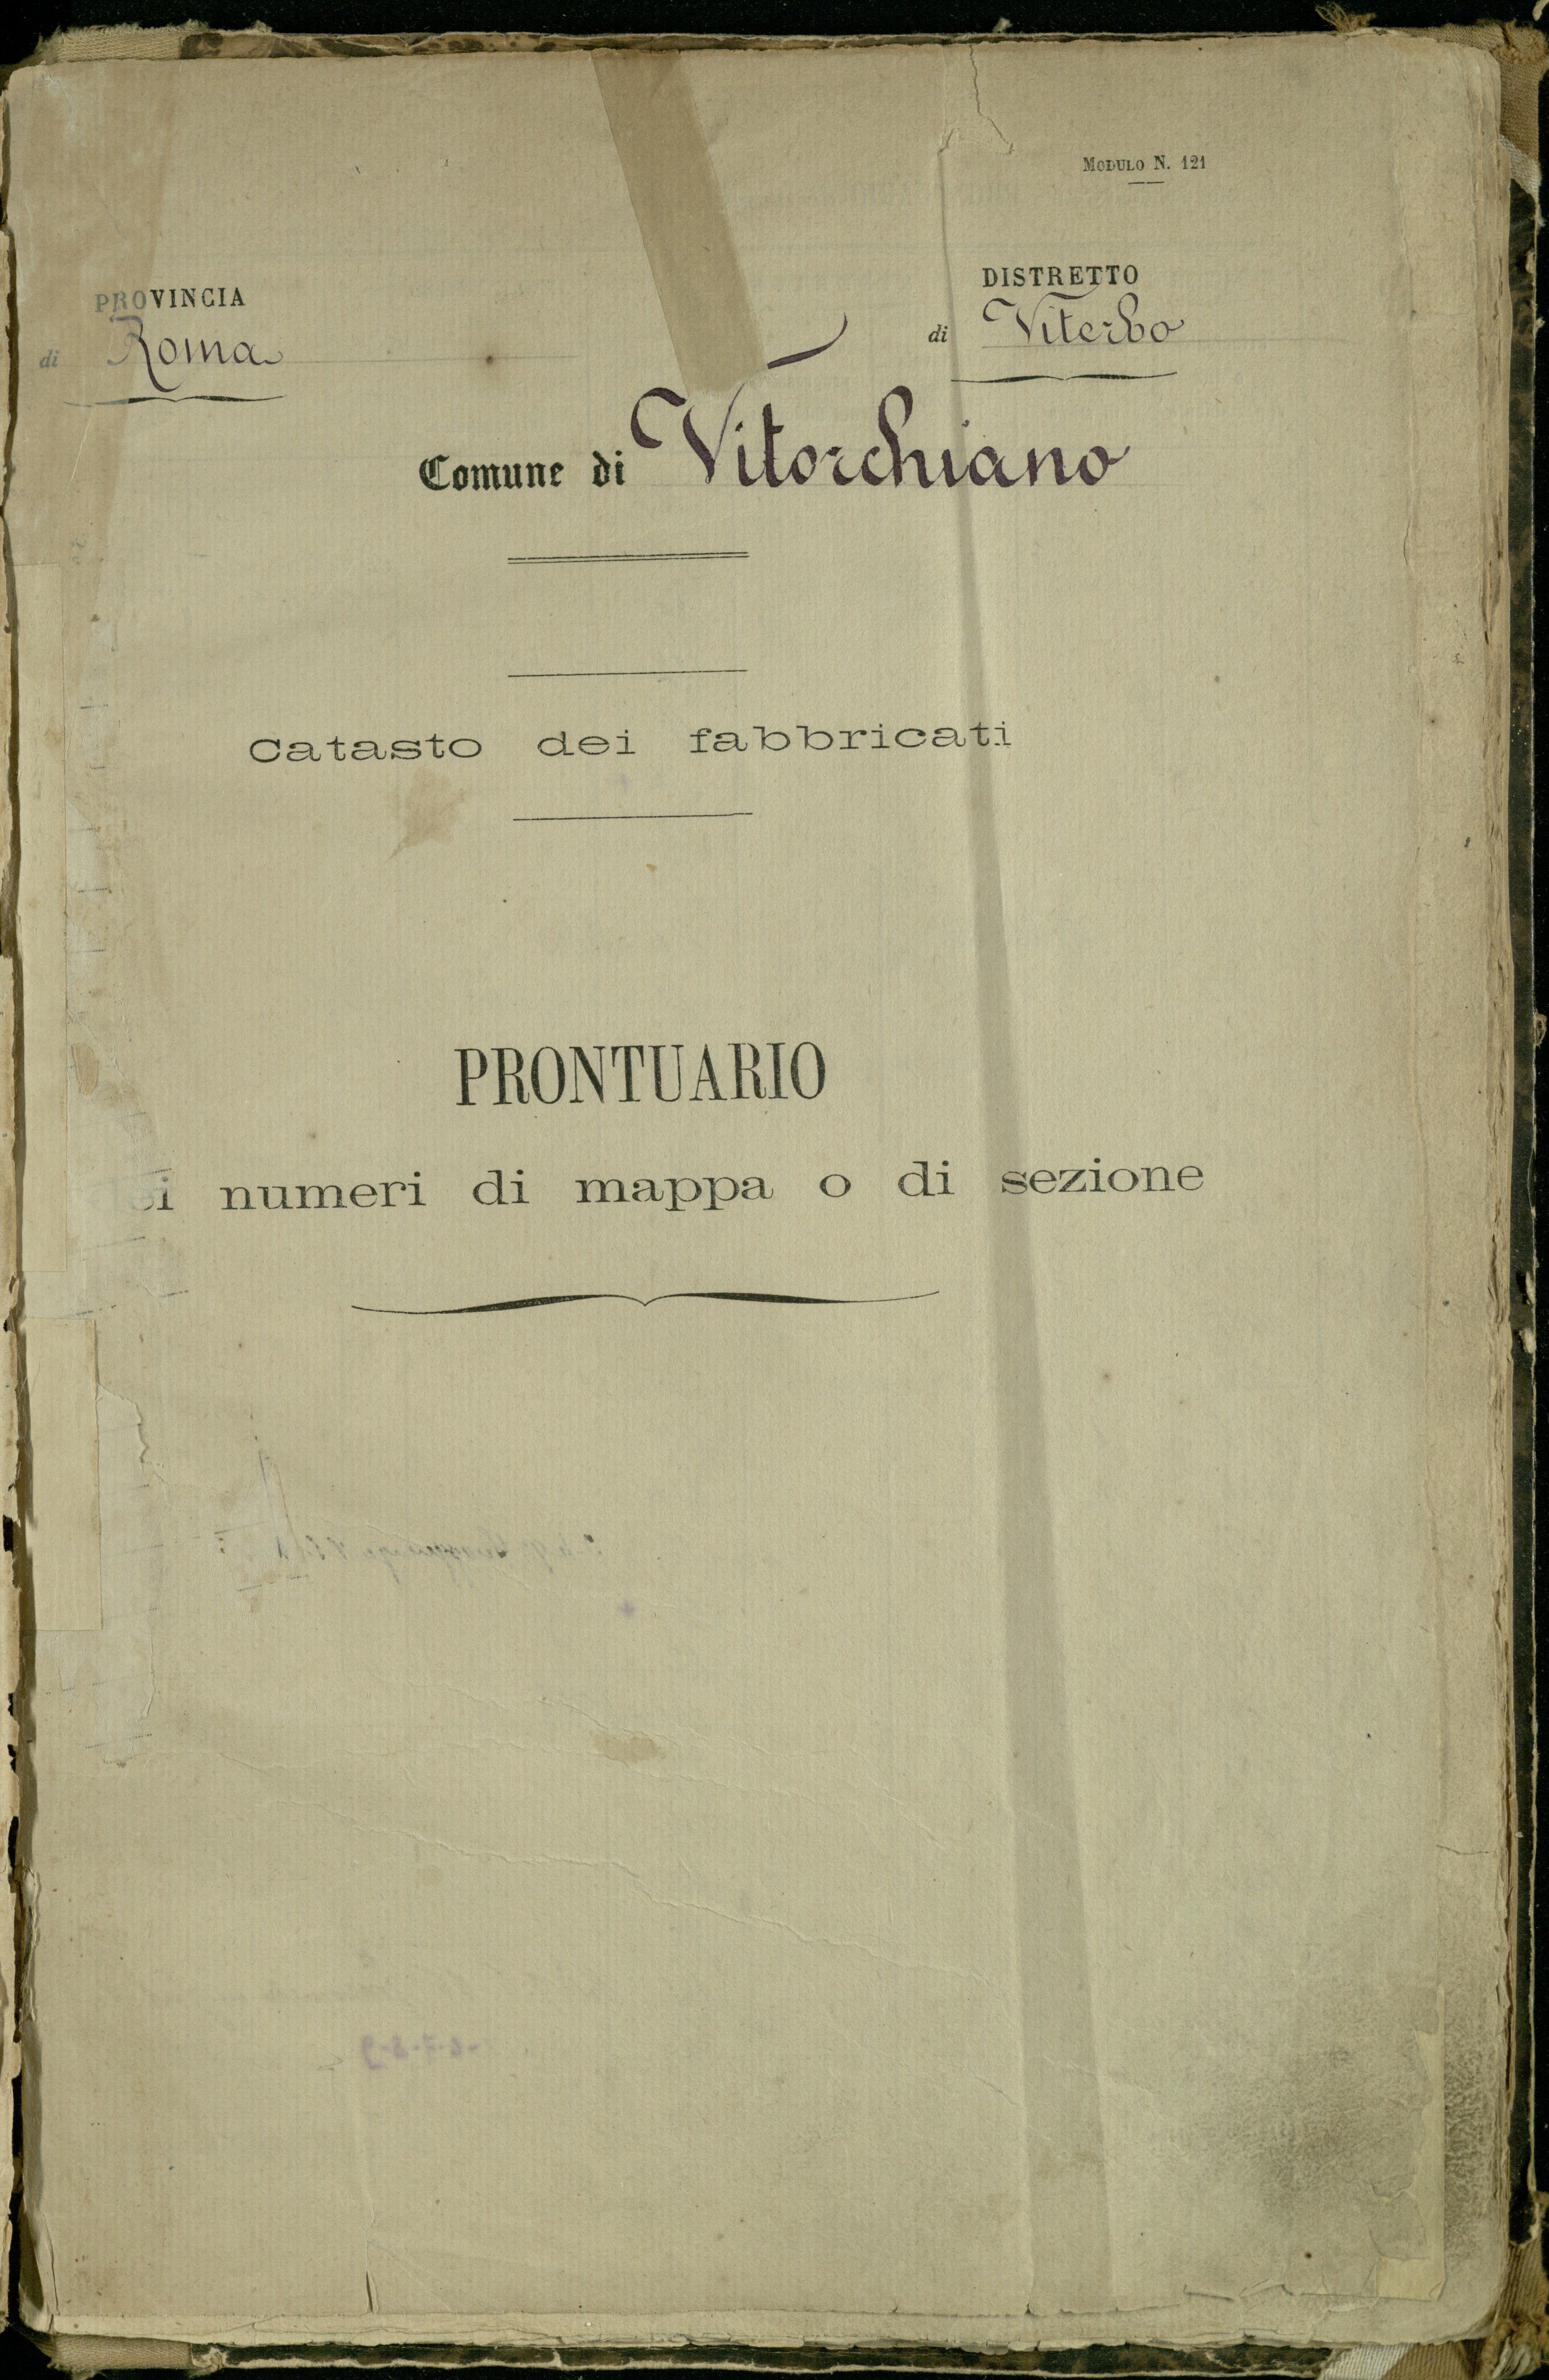 MODULO N. 121
PROVINCIA
di Roma
DISTRETTO
di Viterbo
Comune di Vitorchiano
Catasto dei fabbricati
PRONTUARIO
ei numeri di mappa o di sezione